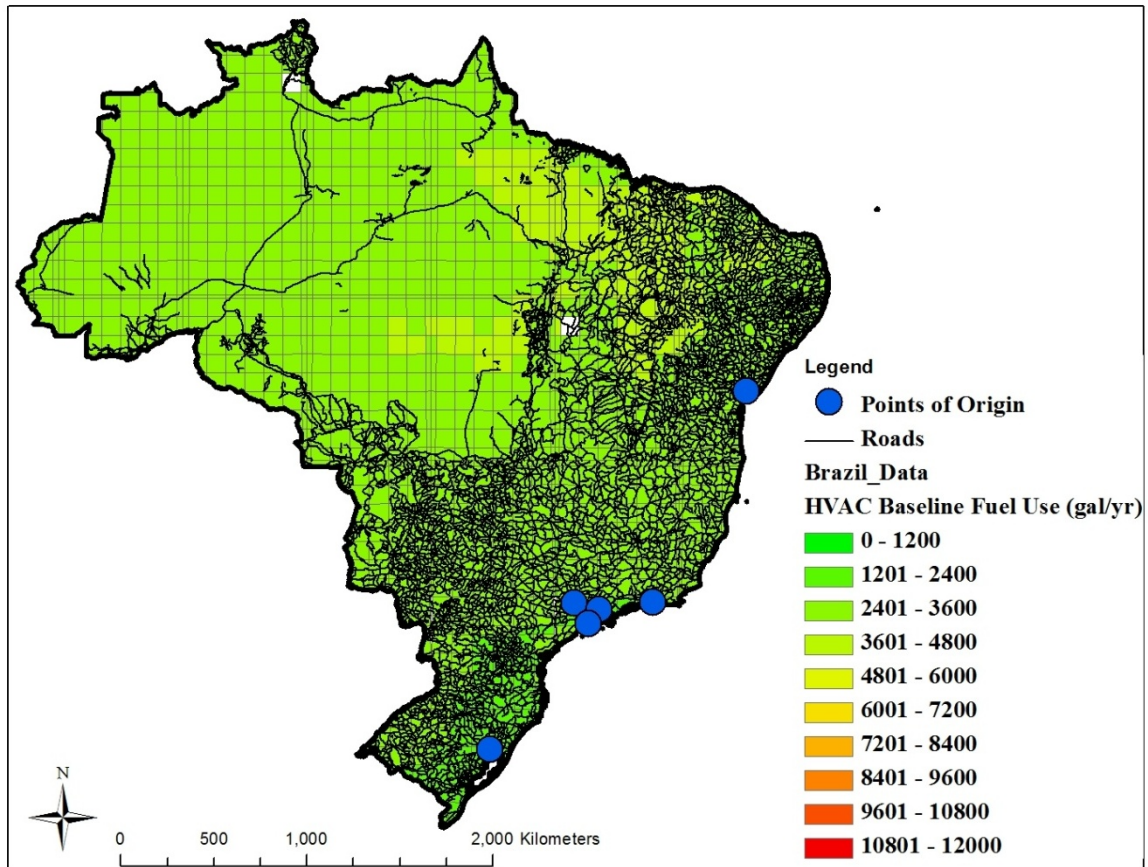 Legend
Points of Origin
Roads
Brazil_Data
HVAC Baseline Fuel Use (gal/yr)
0 - 1200
1201 - 2400
2401 - 3600
3601 - 4800
4801 - 6000
6001 - 7200
7201 - 8400
8401 - 9600
9601 - 10800
10801 - 12000
N
0 500 1,000 2,000 Kilometers